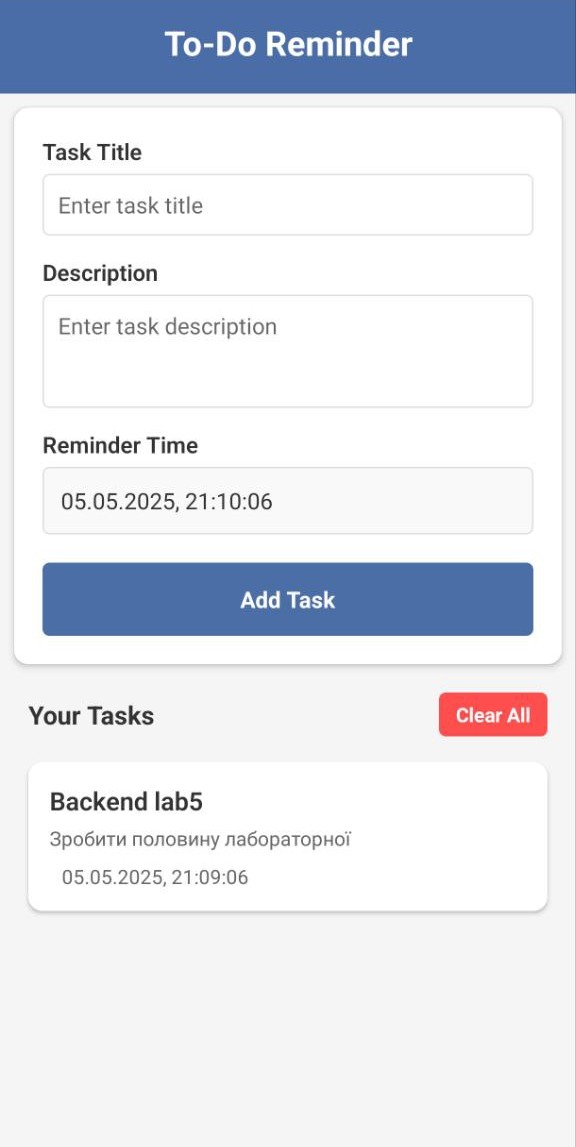 To-Do Reminder
Task Title
Enter task title
Description
Enter task description
Reminder Time
05.05.2025, 21:10:06
Add Task
Your Tasks
Clear All
Backend lab5
Зробити половину лабораторної
05.05.2025, 21:09:06